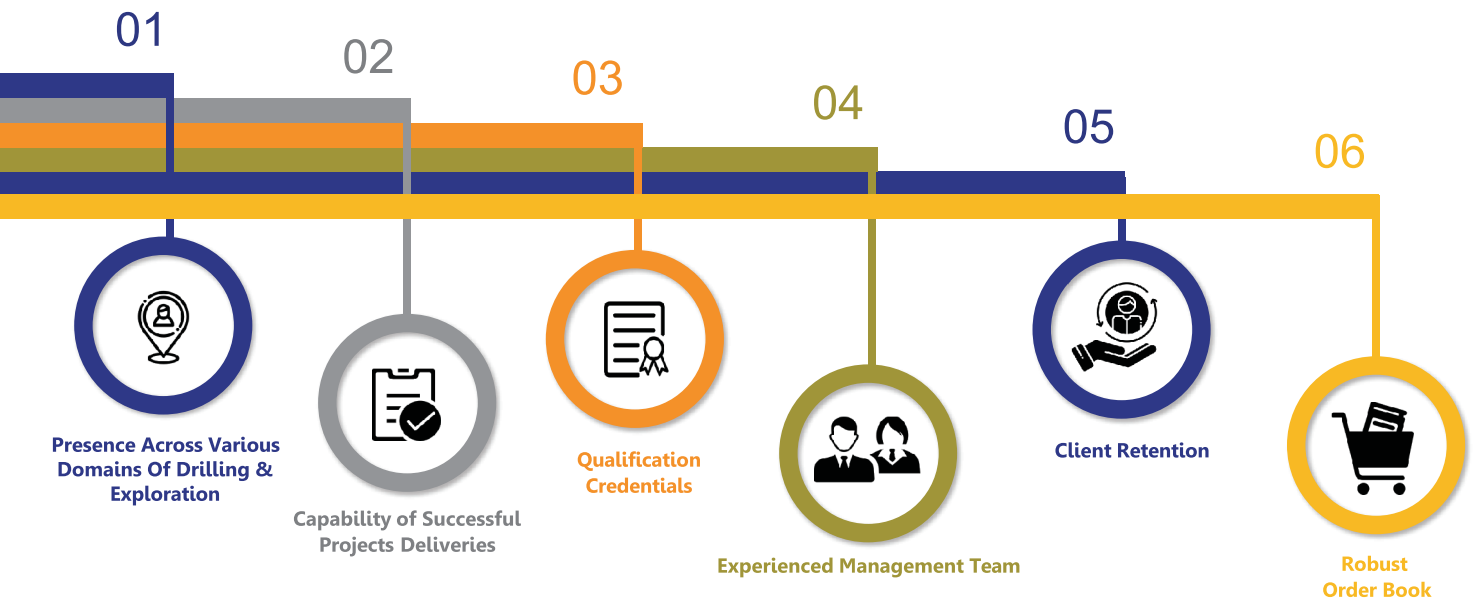 01
Presence Across Various
Domains Of Drilling &
Exploration
02
Capability of Successful
Projects Deliveries
03
Qualification
Credentials
04
Experienced Management Team
05
Client Retention
06
Robust
Order Book